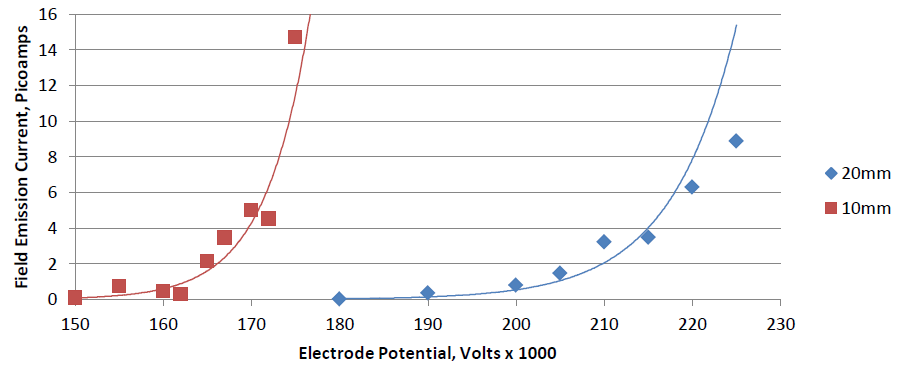 Field Emission Current, Picoamps
16
14
12
10
8
6
4
2
0
150 160 170 180 190 200 210 220 230
Electrode Potential, Volts x 1000
20mm
10mm